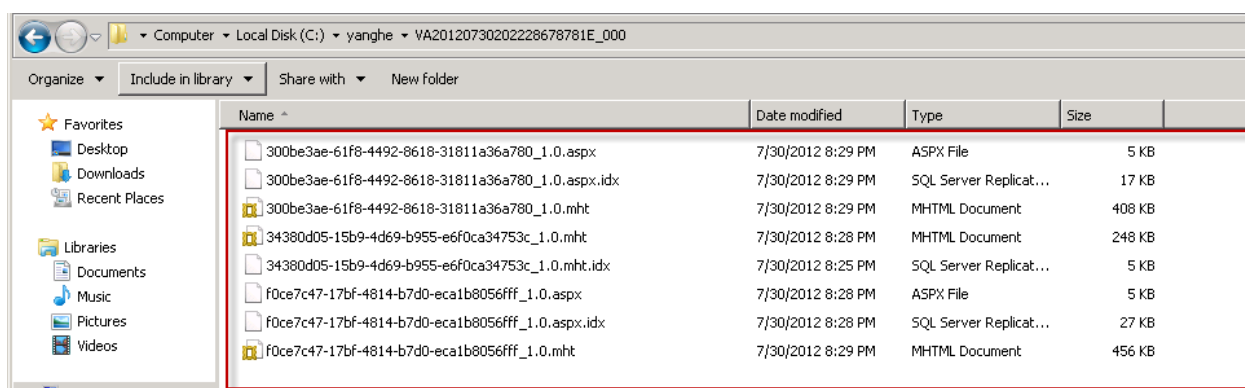 Computer Local Disk (C:) yanghe VA20120730202228678781E_000
Organize Include in library Share with New folder
Favorites
Desktop
Downloads
Recent Places
Libraries
Documents
Music
Pictures
Videos
Name Date modified Type Size
300be3ae-61f8-4492-8618-31811a36a780_1.0.aspx 7/30/2012 8:29 PM ASPX File 5 KB
300be3ae-61f8-4492-8618-31811a36a780_1.0.aspx.idx 7/30/2012 8:29 PM SQL Server Replicat... 17 KB
300be3ae-61f8-4492-8618-31811a36a780_1.0.mht 7/30/2012 8:29 PM MHTML Document 408 KB
34380d05-15b9-4d69-b955-e6f0ca34753c_1.0.mht 7/30/2012 8:28 PM MHTML Document 248 KB
34380d05-15b9-4d69-b955-e6f0ca34753c_1.0.mht.idx 7/30/2012 8:25 PM SQL Server Replicat... 5 KB
f0ce7c47-17bf-4814-b7d0-eca1b8056fff_1.0.aspx 7/30/2012 8:28 PM ASPX File 5 KB
f0ce7c47-17bf-4814-b7d0-eca1b8056fff_1.0.aspx.idx 7/30/2012 8:28 PM SQL Server Replicat... 27 KB
f0ce7c47-17bf-4814-b7d0-eca1b8056fff_1.0.mht 7/30/2012 8:29 PM MHTML Document 456 KB